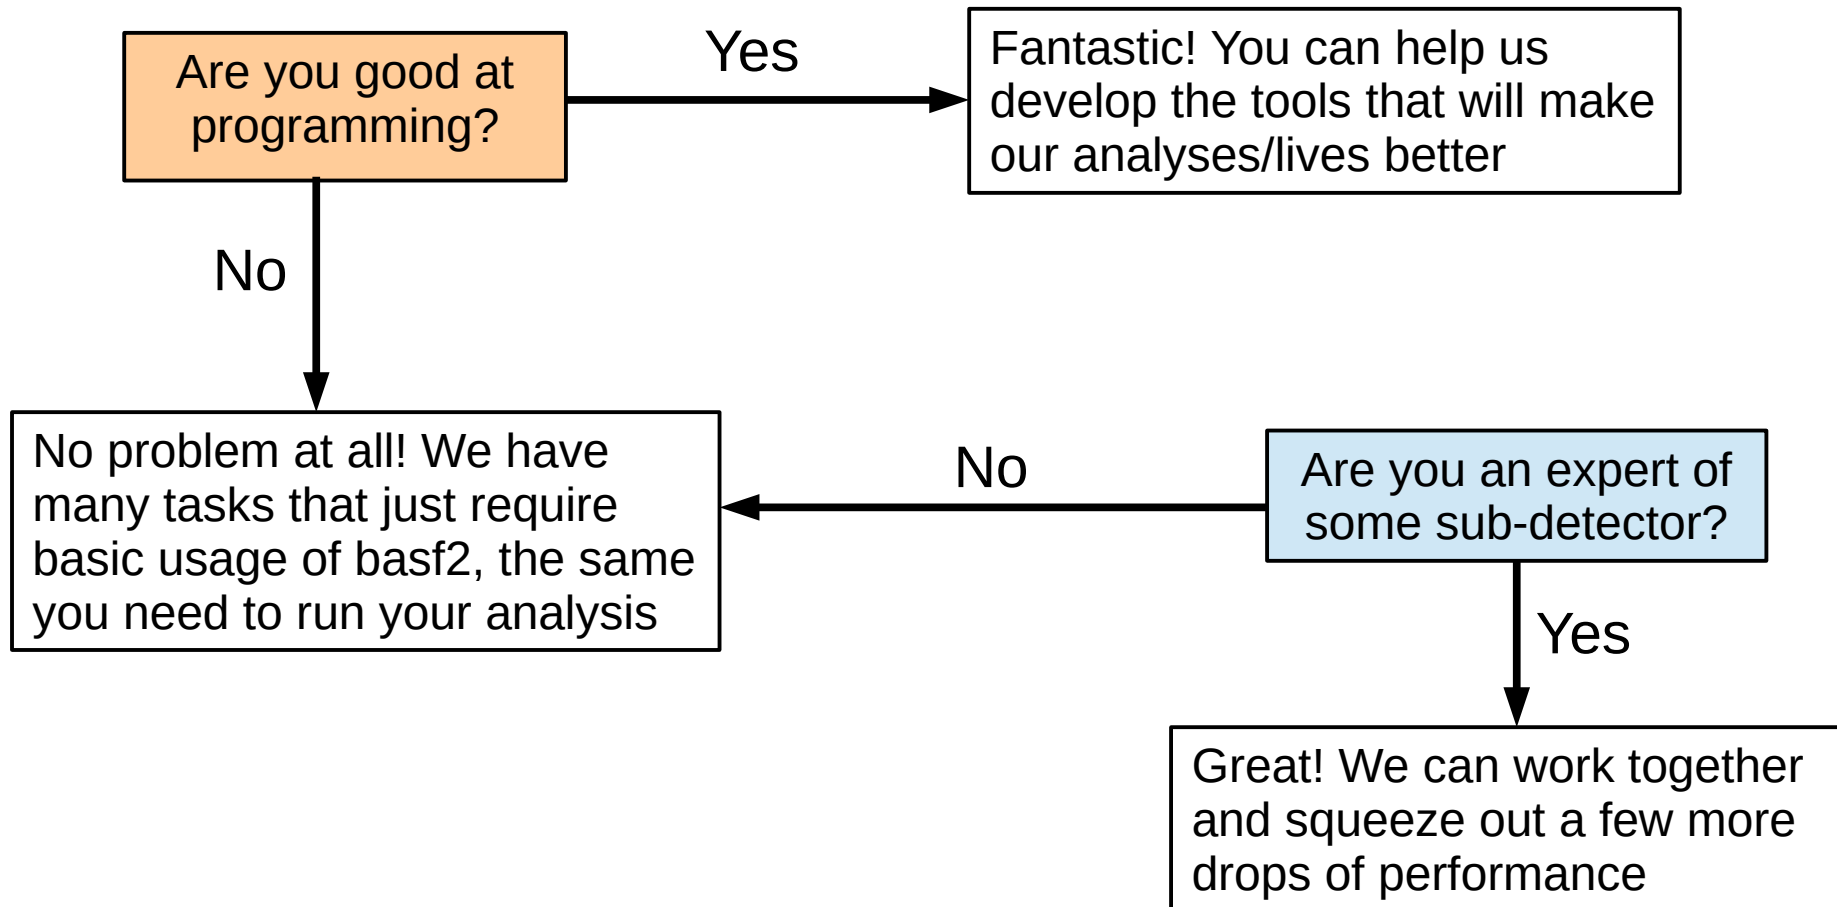 Are you good at
programming?
Yes
Fantastic! You can help us
develop the tools that will make
our analyses/lives better
No
No problem at all! We have
many tasks that just require
basic usage of basf2, the same
you need to run your analysis
No
Are you an expert of
some sub-detector?
Yes
Great! We can work together
and squeeze out a few more
drops of performance